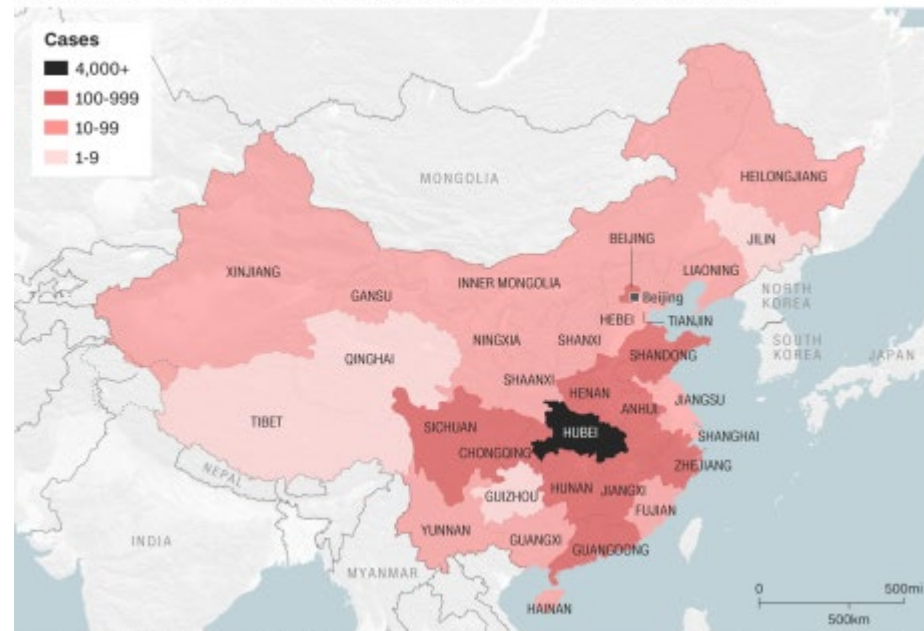 Cases
4,000+
100-999
10-99
1-9
MONGOLIA
HEILONGJIANG
BEIJING
JILIN
XINJIANG
INNER MONGOLIA
LIAONING
GANSU
Beijing
NORTH
KOREA
HEBEI
TIANJIN
NINGXIA
SHANXI
SOUTH
KOREA
QINGHAI
SHANDONG
JAPAN
SHAANXI
HENAN
JIANGSU
ANHUI
TIBET
SICHUAN
HUBEI
SHANGHAI
CHONGQING
ZHEJIANG
NEPAL
GUIZHOU
HUNAN
JIANGXI
FUJIAN
YUNNAN
INDIA
GUANGXI
GUANGDONG
MYANMAR
HAINAN
0
500mi
500km